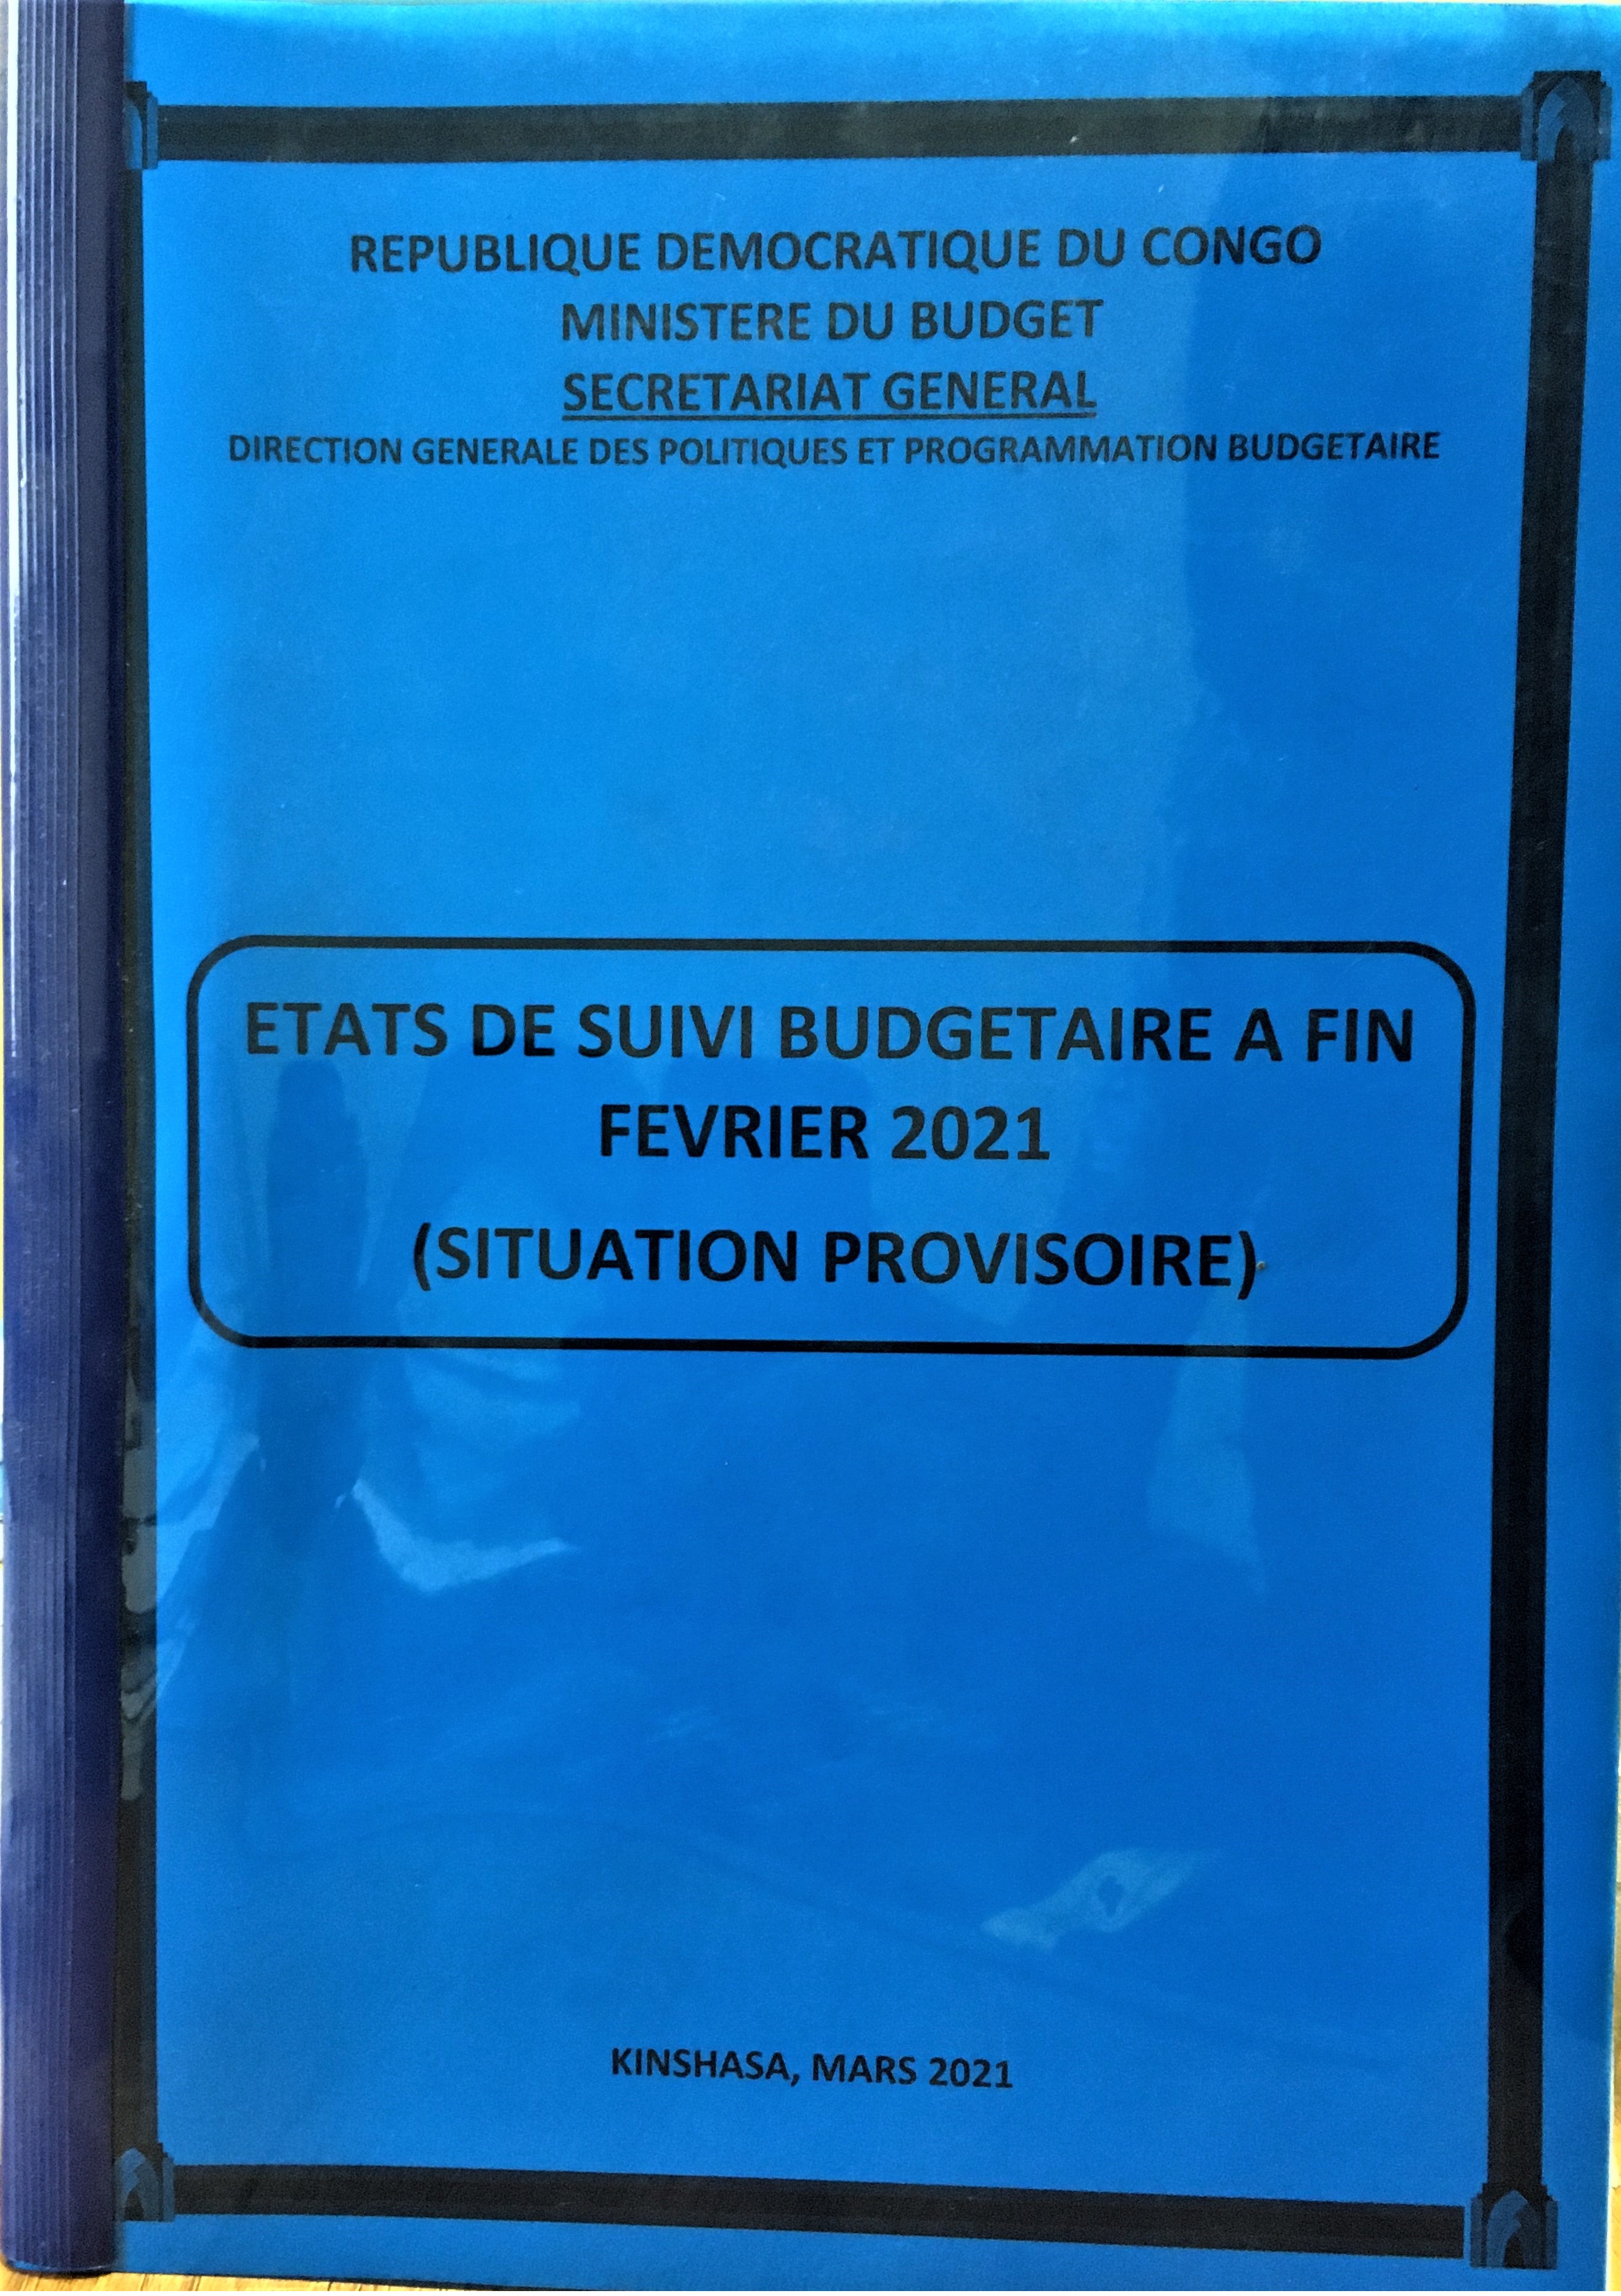 REPUBLIQUE DEMOCRATIQUE DU CONGO
MINISTERE DU BUDGET
SECRETARIAT GENERAL
DIRECTION GENERALE DES POLITIQUES ET PROGRAMMATION BUDGETAIRE
ETATS DE SUIVI BUDGETAIRE A FIN
FEVRIER 2021
(SITUATION PROVISOIRE)
KINSHASA, MARS 2021